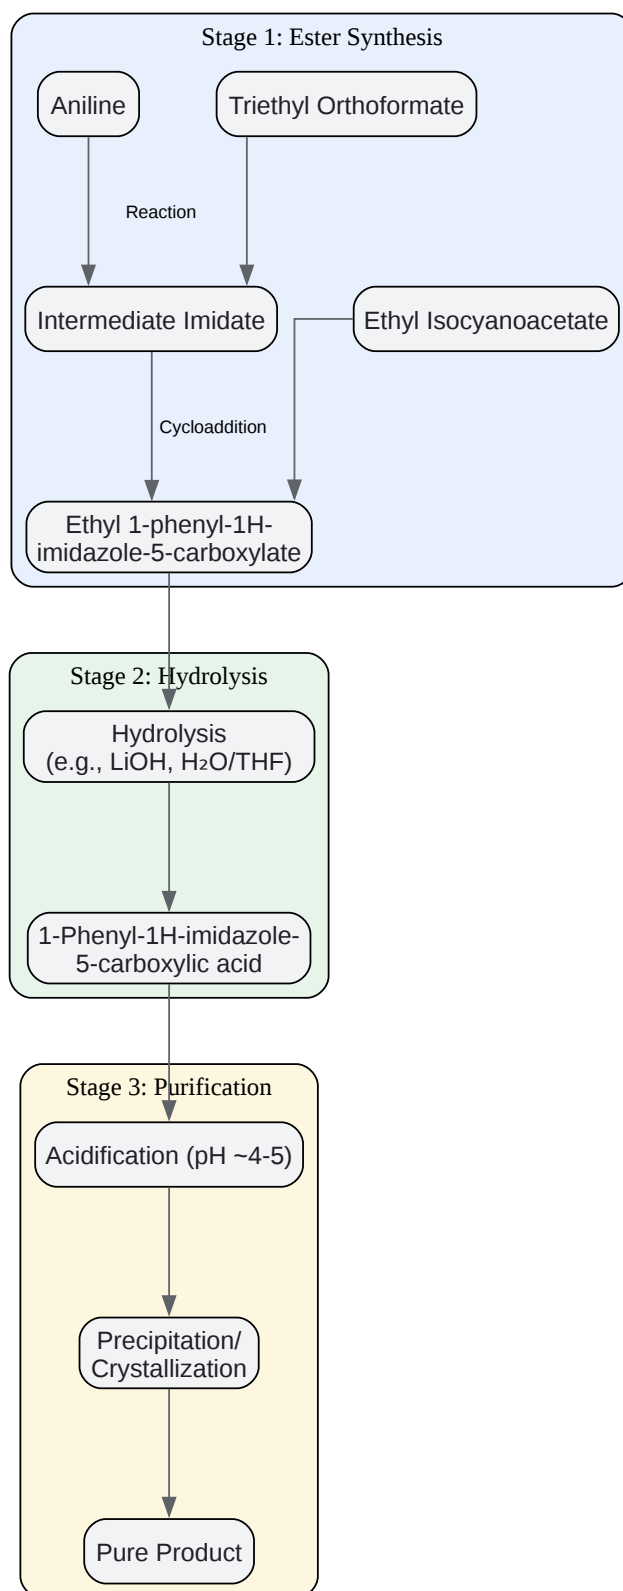 Stage 1: Ester Synthesis
Aniline
Triethyl Orthoformate
Reaction
Intermediate Imidate
Ethyl Isocyanoacetate
Cycloaddition
Ethyl 1-phenyl-1H-
imidazole-5-carboxylate
Stage 2: Hydrolysis
Hydrolysis
(e.g., LiOH, H₂O/THF)
1-Phenyl-1H-imidazole-
5-carboxylic acid
Stage 3: Purification
Acidification (pH ~4-5)
Precipitation/
Crystallization
Pure Product